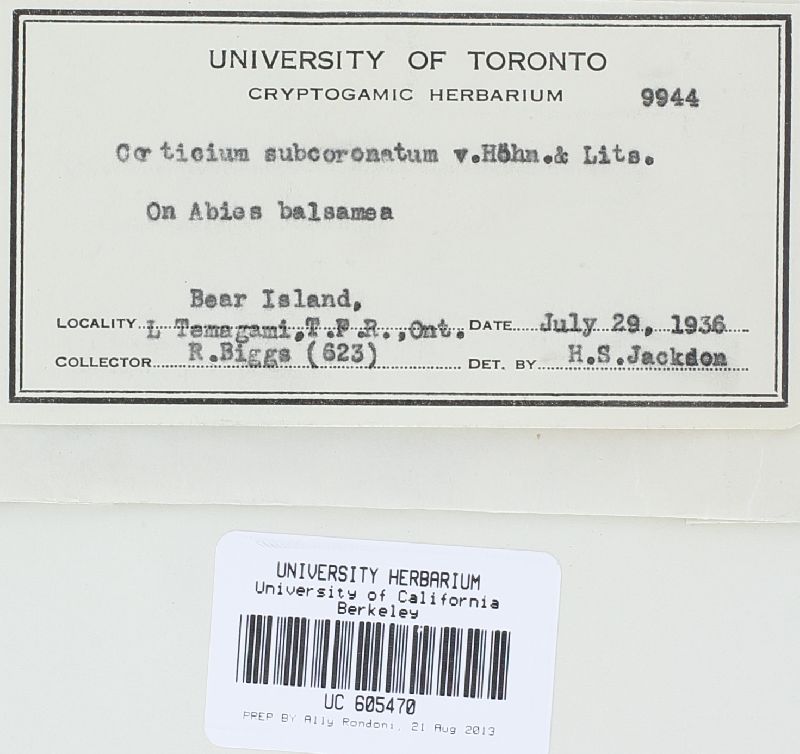 UNIVERSITY OF TORONTO
CRYPTOGAMIC HERBARIUM 9944
Corticium subcoronatum v.Höhn.& Lits.
On Abies balsamea
Bear Island,
LOCALITY L Temagami,T.F.R.,Ont. DATE July 29, 1936
COLLECTOR R.Biggs (623) DET. BY H.S.Jackson
UNIVERSITY HERBARIUM
University of California
Berkeley
UC 605470
PREP BY Ally Rondoni, 21 Aug 2013